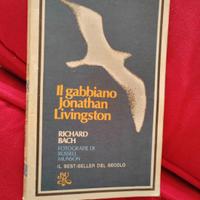 Il gabbiano
Jonathan
Livingston
RICHARD
BACH
FOTOGRAFIE DI
RUSSELL
MUNSON
IL BEST-SELLER DEL SECOLO